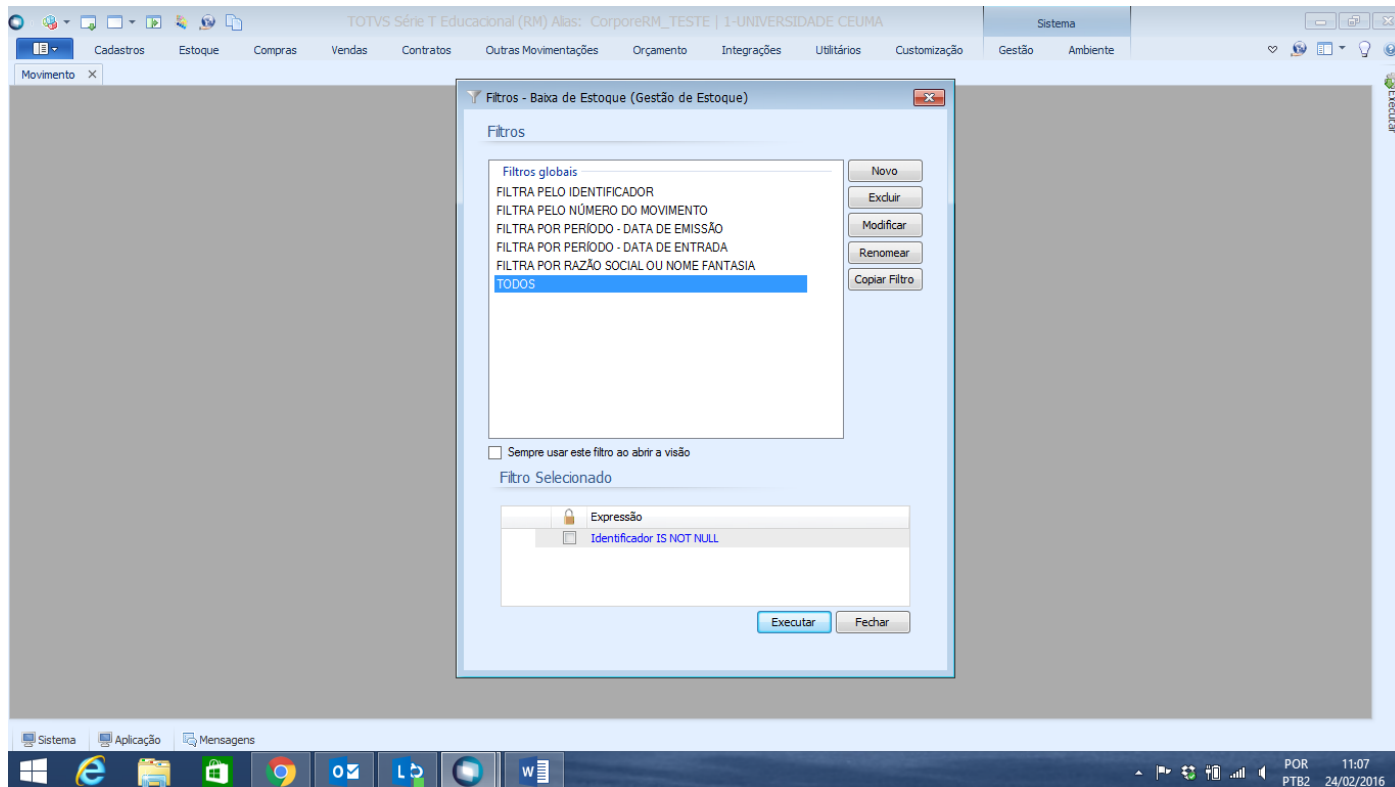 TOTVS Série T Educacional (RM) Alias: CorporeRM_TESTE | 1-UNIVERSIDADE CEUMA
Sistema
Cadastros Estoque Compras Vendas Contratos Outras Movimentações Orçamento Integrações Utilitários Customização Gestão Ambiente
Movimento
Executar
Filtros - Baixa de Estoque (Gestão de Estoque)
Filtros
Filtros globais
FILTRA PELO IDENTIFICADOR
FILTRA PELO NÚMERO DO MOVIMENTO
FILTRA POR PERÍODO - DATA DE EMISSÃO
FILTRA POR PERÍODO - DATA DE ENTRADA
FILTRA POR RAZÃO SOCIAL OU NOME FANTASIA
TODOS
Novo
Excluir
Modificar
Renomear
Copiar Filtro
Sempre usar este filtro ao abrir a visão
Filtro Selecionado
Expressão
Identificador IS NOT NULL
Executar Fechar
Sistema Aplicação Mensagens
POR 11:07
PTB2 24/02/2016